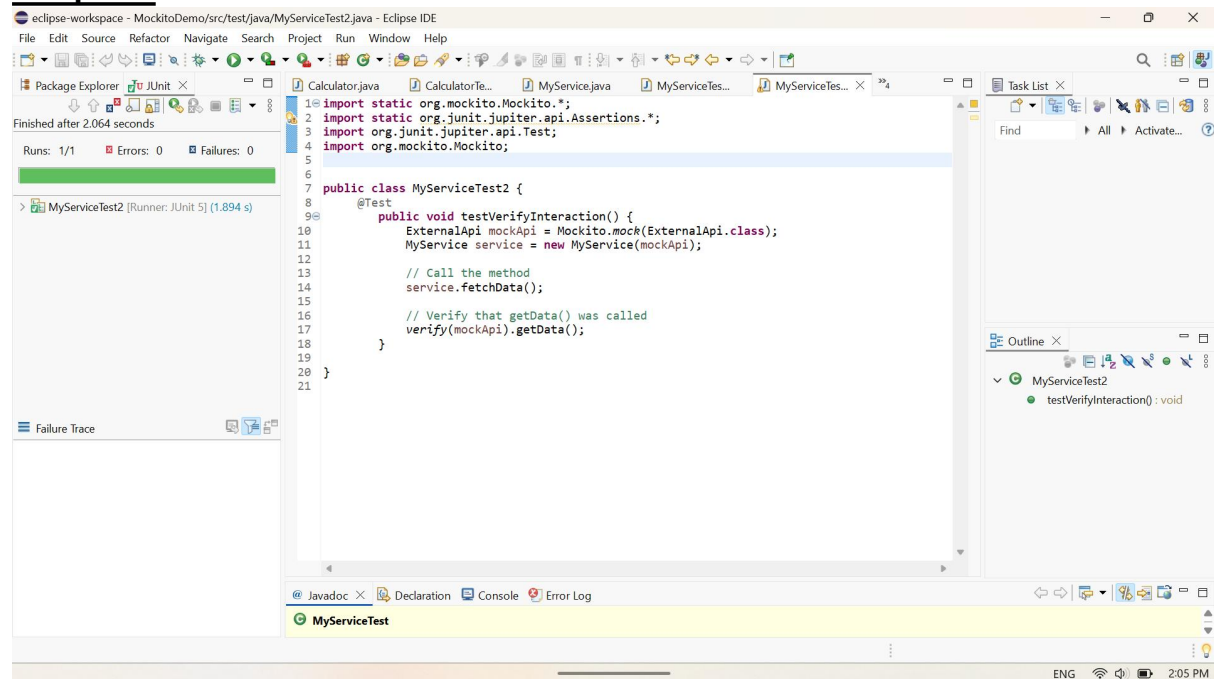 eclipse-workspace - MockitoDemo/src/test/java/MyServiceTest2.java - Eclipse IDE
File Edit Source Refactor Navigate Search Project Run Window Help
Package Explorer JUnit
Finished after 2.064 seconds
Runs: 1/1 Errors: 0 Failures: 0
MyServiceTest2 [Runner: JUnit 5] (1.894 s)
Failure Trace
Calculator.java CalculatorTe... MyService.java MyServiceTes... MyServiceTes... 4
1 import static org.mockito.Mockito.*;
2 import static org.junit.jupiter.api.Assertions.*;
3 import org.junit.jupiter.api.Test;
4 import org.mockito.Mockito;
5
6
7 public class MyServiceTest2 {
8 @Test
9 public void testVerifyInteraction() {
10 ExternalApi mockApi = Mockito.mock(ExternalApi.class);
11 MyService service = new MyService(mockApi);
12
13 // Call the method
14 service.fetchData();
15
16 // Verify that getData() was called
17 verify(mockApi).getData();
18 }
19
20 }
21
Task List
Find All Activate...
Outline
MyServiceTest2
testVerifyInteraction() : void
@ Javadoc Declaration Console Error Log
MyServiceTest
ENG 2:05 PM